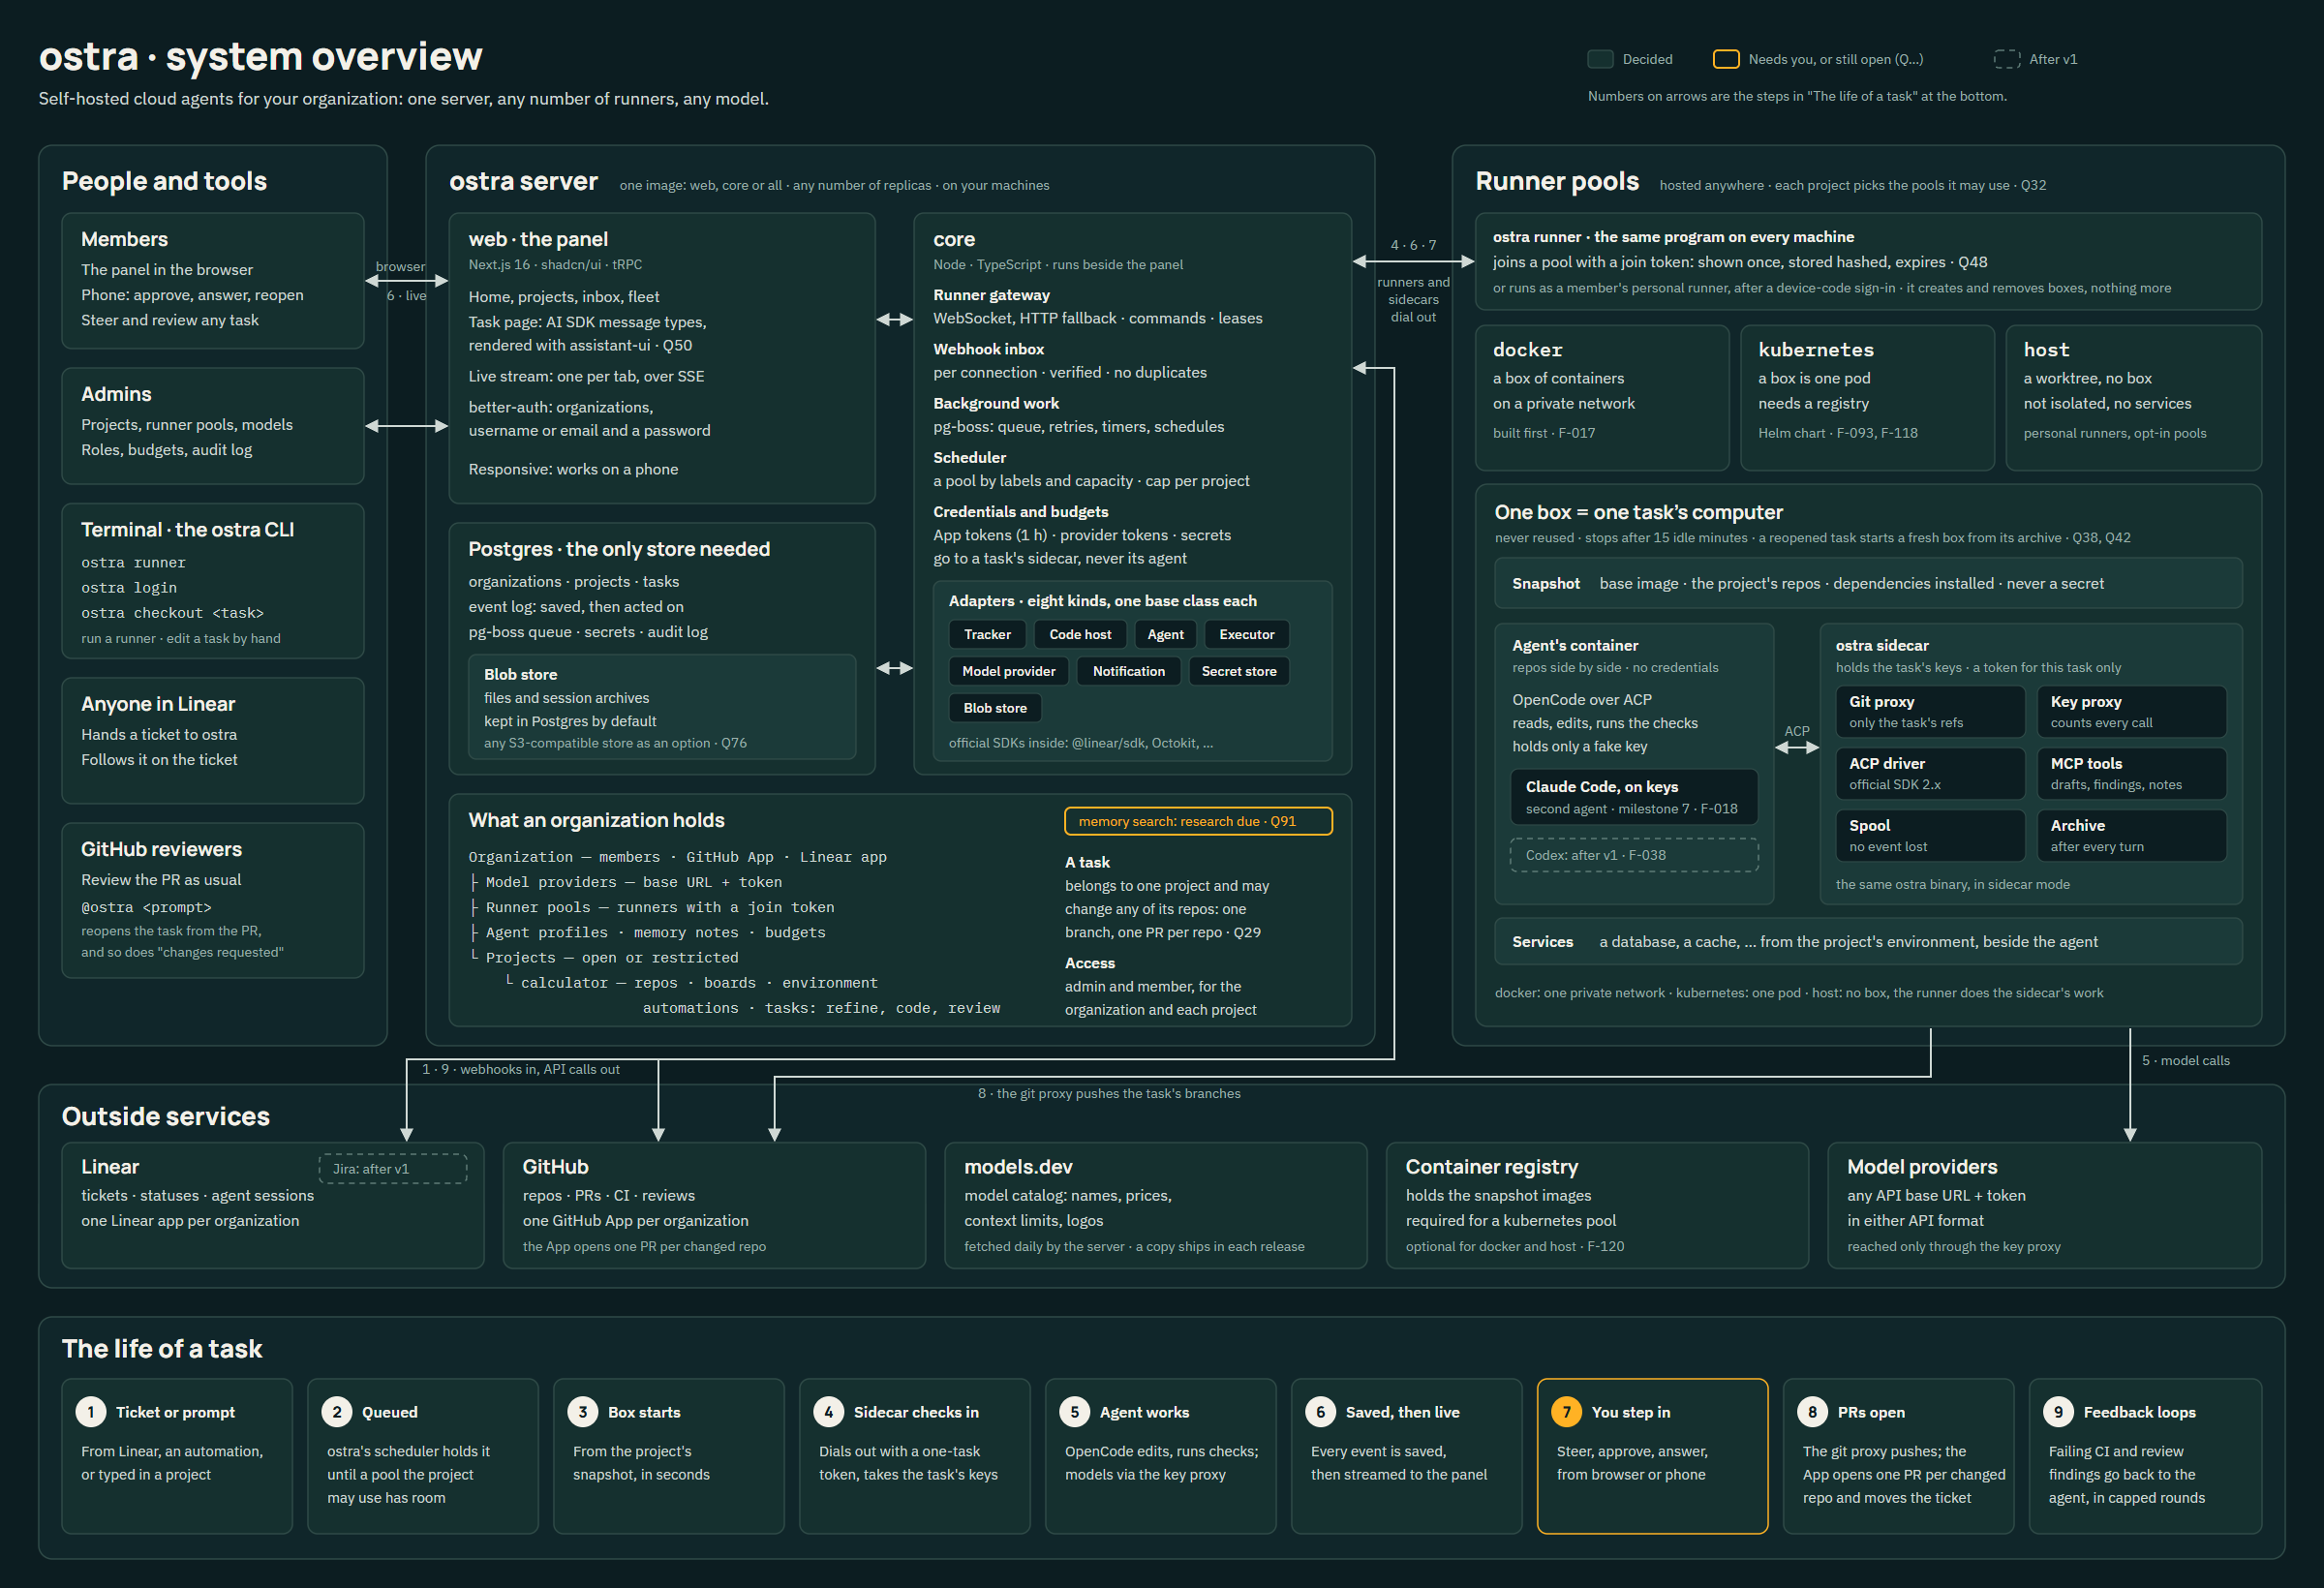 ostra · system overview
Self-hosted cloud agents for your organization: one server, any number of runners, any model.
Decided
Needs you, or still open (Q...)
After v1
Numbers on arrows are the steps in "The life of a task" at the bottom.
People and tools
Members
The panel in the browser
Phone: approve, answer, reopen
Steer and review any task
Admins
Projects, runner pools, models
Roles, budgets, audit log
Terminal · the ostra CLI
ostra runner
ostra login
ostra checkout <task>
run a runner · edit a task by hand
Anyone in Linear
Hands a ticket to ostra
Follows it on the ticket
GitHub reviewers
Review the PR as usual
@ostra <prompt>
reopens the task from the PR,
and so does "changes requested"
browser
6 · live
ostra server
one image: web, core or all · any number of replicas · on your machines
web · the panel
Next.js 16 · shadcn/ui · tRPC
Home, projects, inbox, fleet
Task page: AI SDK message types,
rendered with assistant-ui · Q50
Live stream: one per tab, over SSE
better-auth: organizations,
username or email and a password
Responsive: works on a phone
Postgres · the only store needed
organizations · projects · tasks
event log: saved, then acted on
pg-boss queue · secrets · audit log
Blob store
files and session archives
kept in Postgres by default
any S3-compatible store as an option · Q76
core
Node · TypeScript · runs beside the panel
Runner gateway
WebSocket, HTTP fallback · commands · leases
Webhook inbox
per connection · verified · no duplicates
Background work
pg-boss: queue, retries, timers, schedules
Scheduler
a pool by labels and capacity · cap per project
Credentials and budgets
App tokens (1 h) · provider tokens · secrets
go to a task's sidecar, never its agent
Adapters · eight kinds, one base class each
Tracker
Code host
Agent
Executor
Model provider
Notification
Secret store
Blob store
official SDKs inside: @linear/sdk, Octokit, ...
What an organization holds
Organization — members · GitHub App · Linear app
├ Model providers — base URL + token
├ Runner pools — runners with a join token
├ Agent profiles · memory notes · budgets
└ Projects — open or restricted
└ calculator — repos · boards · environment
automations · tasks: refine, code, review
memory search: research due · Q91
A task
belongs to one project and may
change any of its repos: one
branch, one PR per repo · Q29
Access
admin and member, for the
organization and each project
4 · 6 · 7
runners and
sidecars
dial out
Runner pools
hosted anywhere · each project picks the pools it may use · Q32
ostra runner · the same program on every machine
joins a pool with a join token: shown once, stored hashed, expires · Q48
or runs as a member's personal runner, after a device-code sign-in · it creates and removes boxes, nothing more
docker
a box of containers
on a private network
built first · F-017
kubernetes
a box is one pod
needs a registry
Helm chart · F-093, F-118
host
a worktree, no box
not isolated, no services
personal runners, opt-in pools
One box = one task's computer
never reused · stops after 15 idle minutes · a reopened task starts a fresh box from its archive · Q38, Q42
Snapshot
base image · the project's repos · dependencies installed · never a secret
Agent's container
repos side by side · no credentials
OpenCode over ACP
reads, edits, runs the checks
holds only a fake key
Claude Code, on keys
second agent · milestone 7 · F-018
Codex: after v1 · F-038
ACP
ostra sidecar
holds the task's keys · a token for this task only
Git proxy
only the task's refs
Key proxy
counts every call
ACP driver
official SDK 2.x
MCP tools
drafts, findings, notes
Spool
no event lost
Archive
after every turn
the same ostra binary, in sidecar mode
Services
a database, a cache, ... from the project's environment, beside the agent
docker: one private network · kubernetes: one pod · host: no box, the runner does the sidecar's work
1 · 9 · webhooks in, API calls out
8 · the git proxy pushes the task's branches
5 · model calls
Outside services
Linear
Jira: after v1
tickets · statuses · agent sessions
one Linear app per organization
GitHub
repos · PRs · CI · reviews
one GitHub App per organization
the App opens one PR per changed repo
models.dev
model catalog: names, prices,
context limits, logos
fetched daily by the server · a copy ships in each release
Container registry
holds the snapshot images
required for a kubernetes pool
optional for docker and host · F-120
Model providers
any API base URL + token
in either API format
reached only through the key proxy
The life of a task
1 Ticket or prompt
From Linear, an automation,
or typed in a project
2 Queued
ostra's scheduler holds it
until a pool the project
may use has room
3 Box starts
From the project's
snapshot, in seconds
4 Sidecar checks in
Dials out with a one-task
token, takes the task's keys
5 Agent works
OpenCode edits, runs checks;
models via the key proxy
6 Saved, then live
Every event is saved,
then streamed to the panel
7 You step in
Steer, approve, answer,
from browser or phone
8 PRs open
The git proxy pushes; the
App opens one PR per changed
repo and moves the ticket
9 Feedback loops
Failing CI and review
findings go back to the
agent, in capped rounds